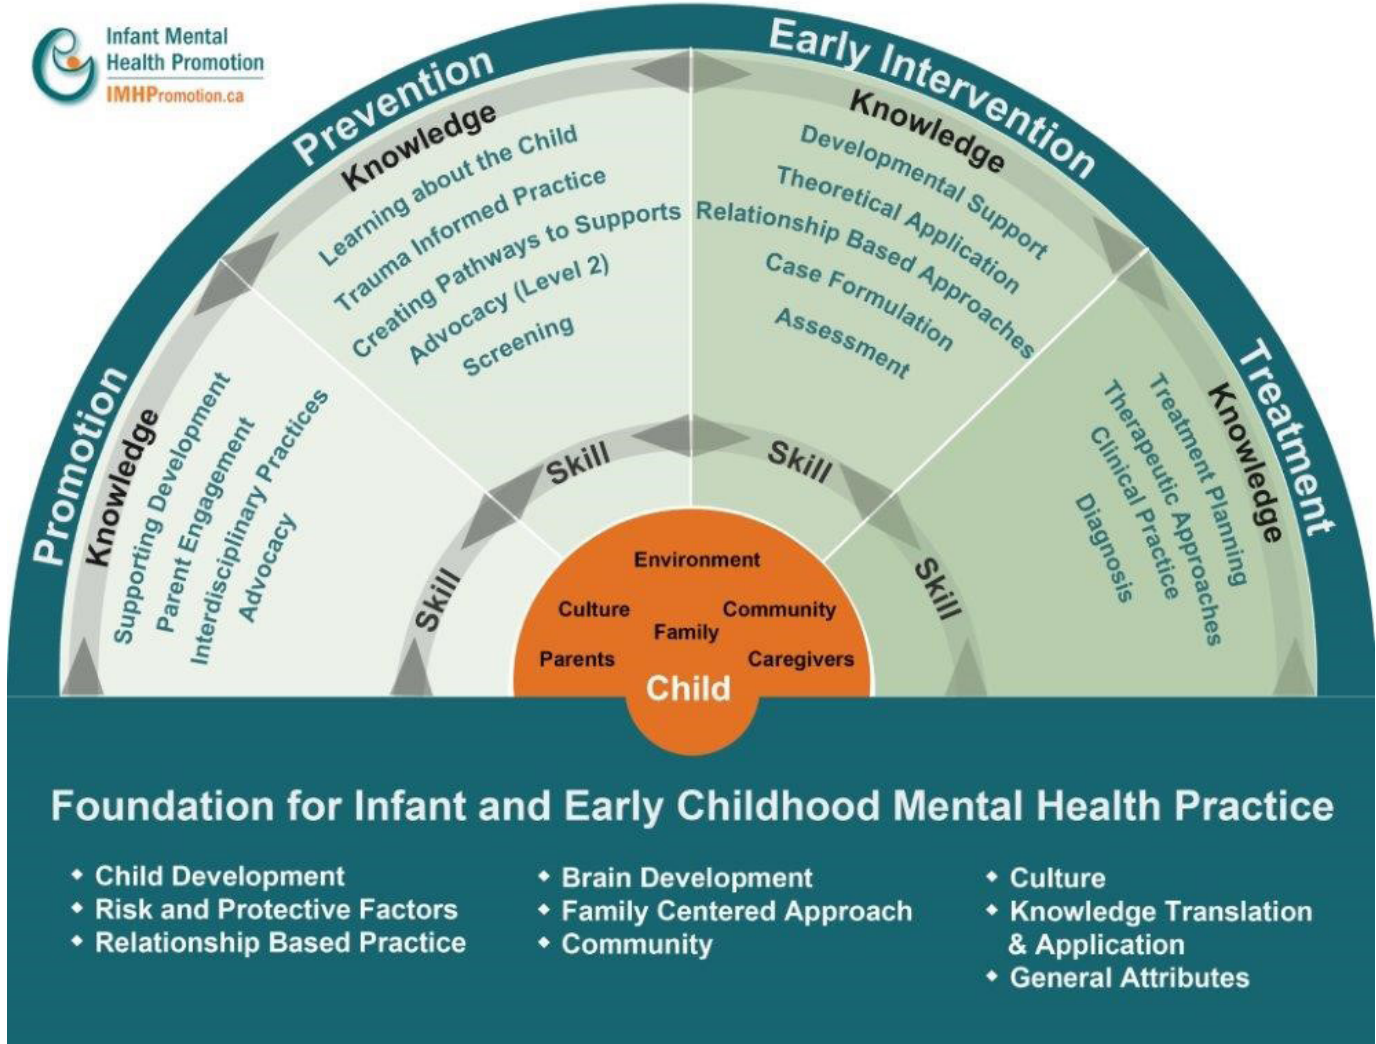 Infant Mental
Health Promotion
IMHPromotion.ca
Promotion
Knowledge
Supporting Development
Parent Engagement
Interdisciplinary Practices
Advocacy
Skill
Prevention
Knowledge
Learning about the Child
Trauma Informed Practice
Creating Pathways to Supports
Advocacy (Level 2)
Screening
Skill
Early Intervention
Knowledge
Developmental Support
Theoretical Application
Relationship Based Approaches
Case Formulation
Assessment
Skill
Treatment
Knowledge
Treatment Planning
Therapeutic Approaches
Clinical Practice
Diagnosis
Skill
Environment
Culture
Community
Family
Parents
Caregivers
Child
Foundation for Infant and Early Childhood Mental Health Practice
Child Development
Risk and Protective Factors
Relationship Based Practice
Brain Development
Family Centered Approach
Community
Culture
Knowledge Translation
& Application
General Attributes